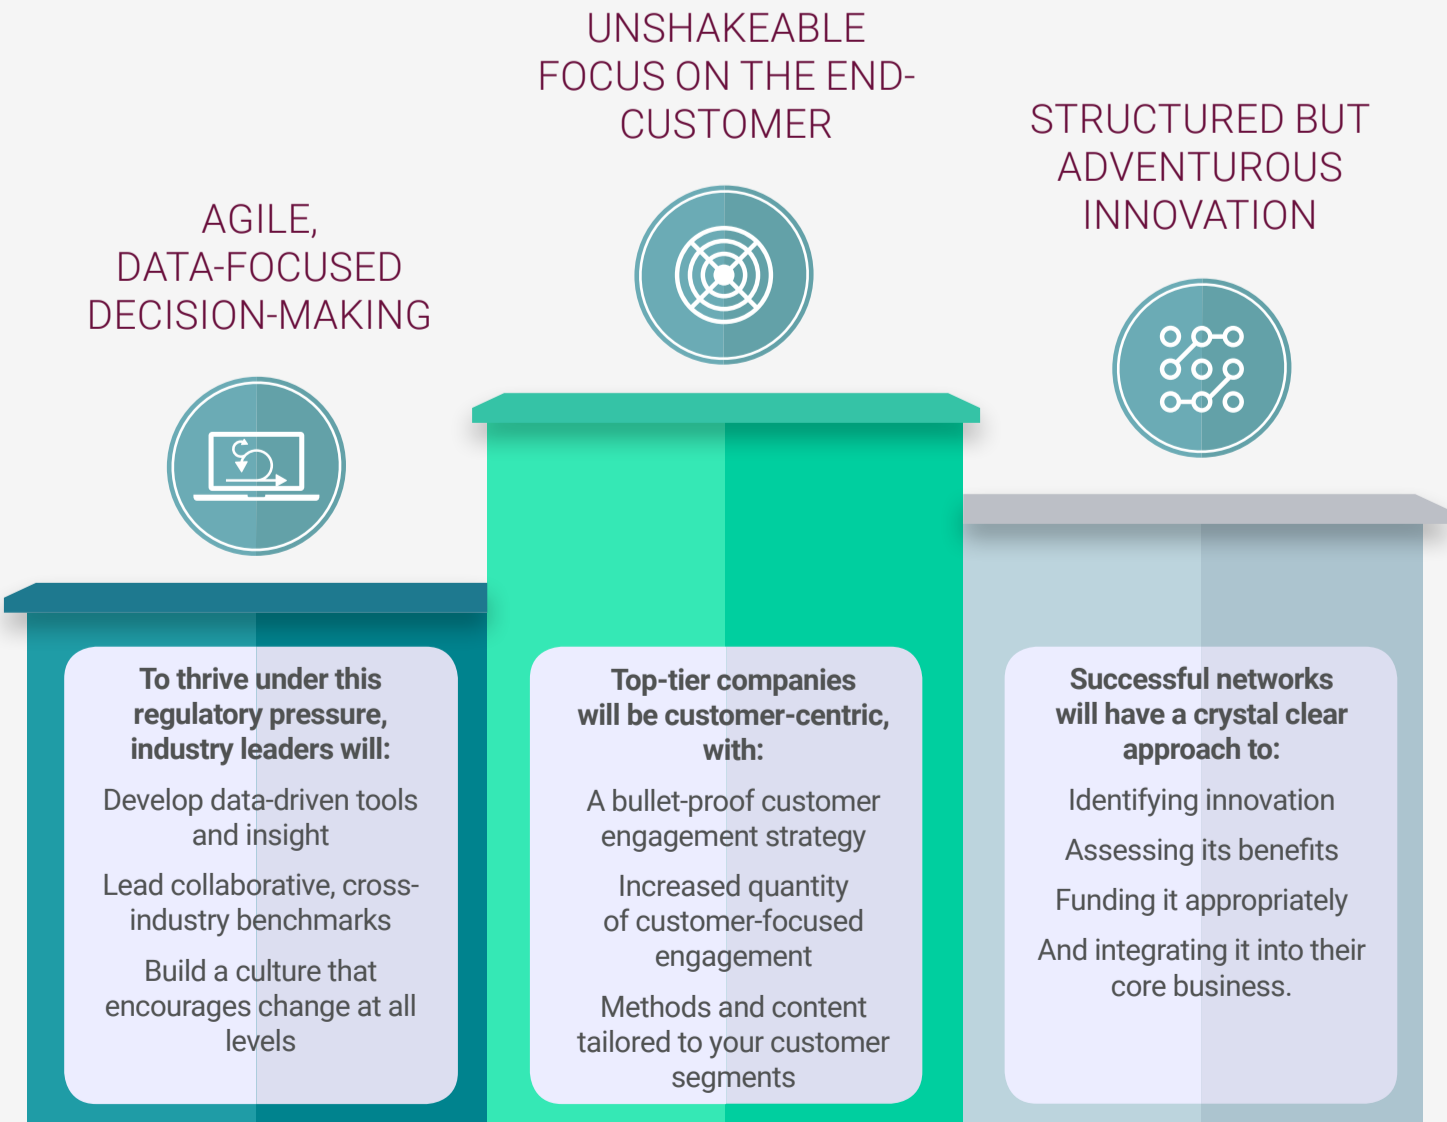 AGILE,
DATA-FOCUSED
DECISION-MAKING
To thrive under this
regulatory pressure,
industry leaders will:
Develop data-driven tools
and insight
Lead collaborative, cross-
industry benchmarks
Build a culture that
encourages change at all
levels
UNSHAKEABLE
FOCUS ON THE END-
CUSTOMER
Top-tier companies
will be customer-centric,
with:
A bullet-proof customer
engagement strategy
Increased quantity
of customer-focused
engagement
Methods and content
tailored to your customer
segments
STRUCTURED BUT
ADVENTUROUS
INNOVATION
Successful networks
will have a crystal clear
approach to:
Identifying innovation
Assessing its benefits
Funding it appropriately
And integrating it into their
core business.